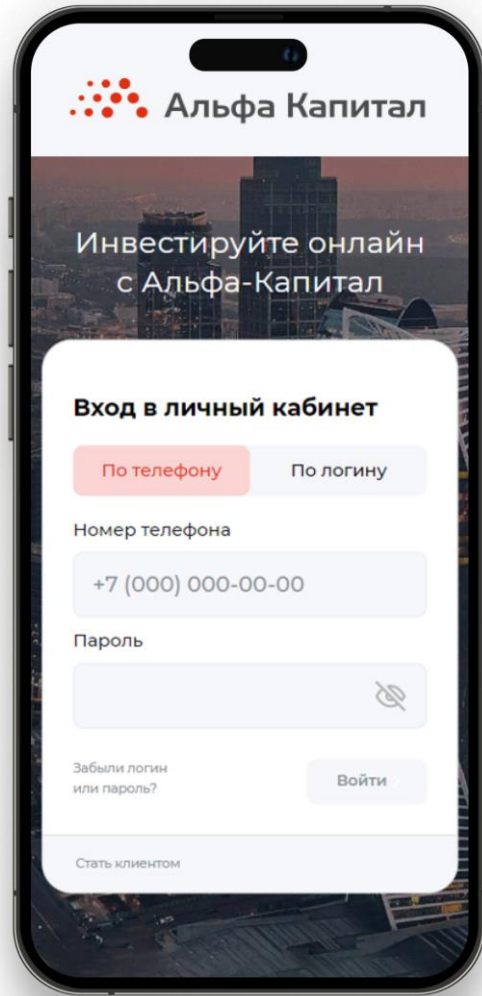 Альфа Капитал
Инвестируйте онлайн
с Альфа-Капитал
Вход в личный кабинет
По телефону По логину
Номер телефона
+7 (000) 000-00-00
Пароль
Забыли логин
или пароль?
Войти
Стать клиентом